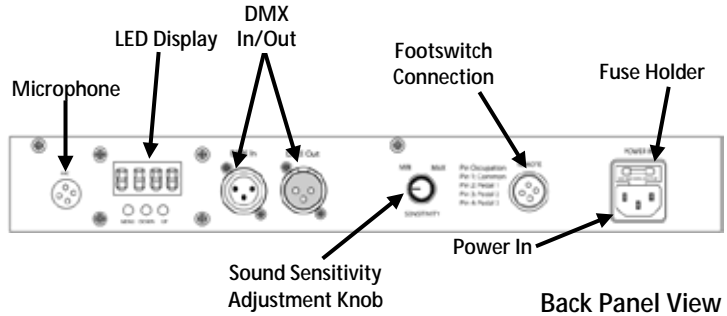 DMX
In/Out
LED Display
Footswitch
Connection
Fuse Holder
Microphone
In
Out
MIN
MAX
POWER IN
Pin Occupation
Pin 1: Common
Pin 2: Pedal 1
Pin 3: Pedal 2
Pin 4: Pedal 3
MENU DOWN UP
SENSITIVITY
Power In
Sound Sensitivity
Adjustment Knob
Back Panel View